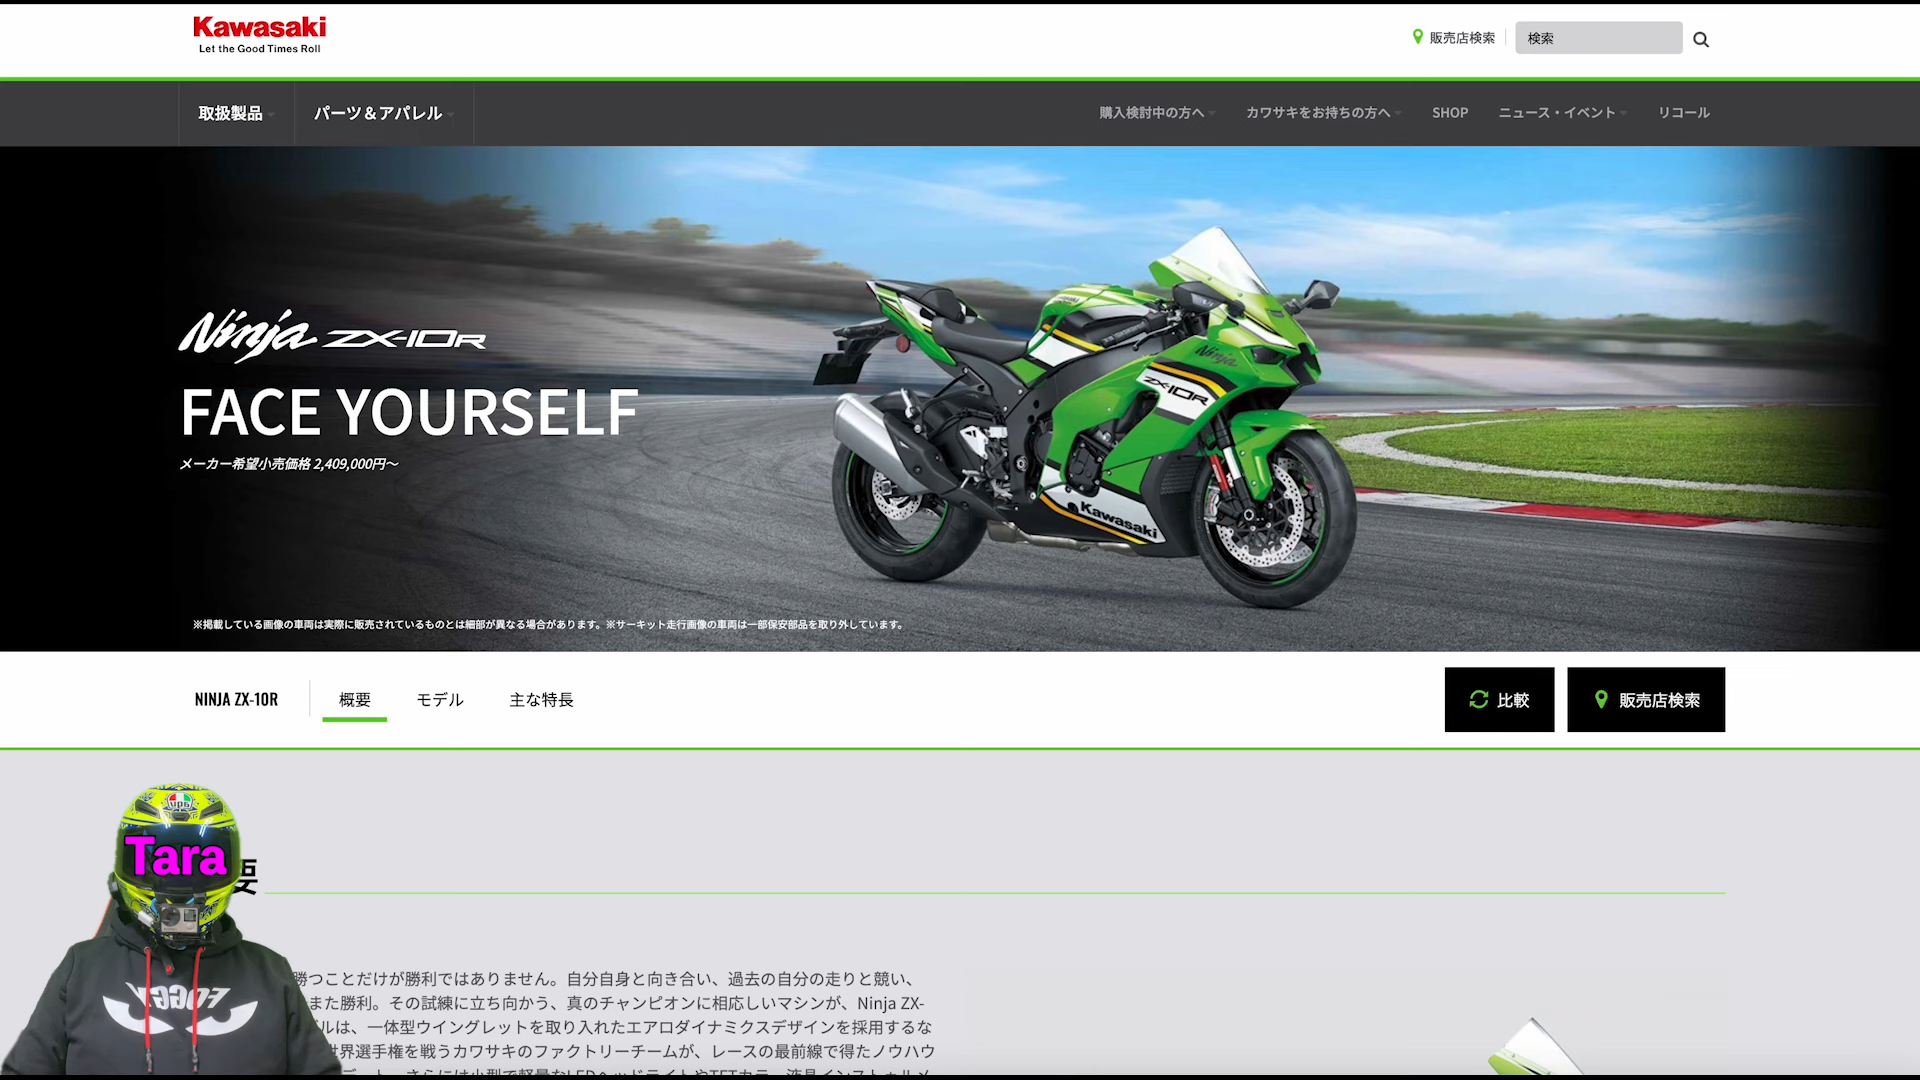 Kawasaki
Let the Good Times Roll
販売店検索
検索
取扱製品
パーツ＆アパレル
購入検討中の方へ
カワサキをお持ちの方へ
SHOP
ニュース・イベント
リコール
Ninja ZX-10R
FACE YOURSELF
メーカー希望小売価格 2,409,000円～
Ninja
ZX-10R
Kawasaki
※掲載している画像の車両は実際に販売されているものとは細部が異なる場合があります。※サーキット走行画像の車両は一部保安部品を取り外しています。
NINJA ZX-10R
概要
モデル
主な特長
比較
販売店検索
Tara
要
勝つことだけが勝利ではありません。自分自身と向き合い、過去の自分の走りと競い、
また勝利。その試練に立ち向かう、真のチャンピオンに相応しいマシンが、Ninja ZX-
デルは、一体型ウイングレットを取り入れたエアロダイナミクスデザインを採用するな
世界選手権を戦うカワサキのファクトリーチームが、レースの最前線で得たノウハウ